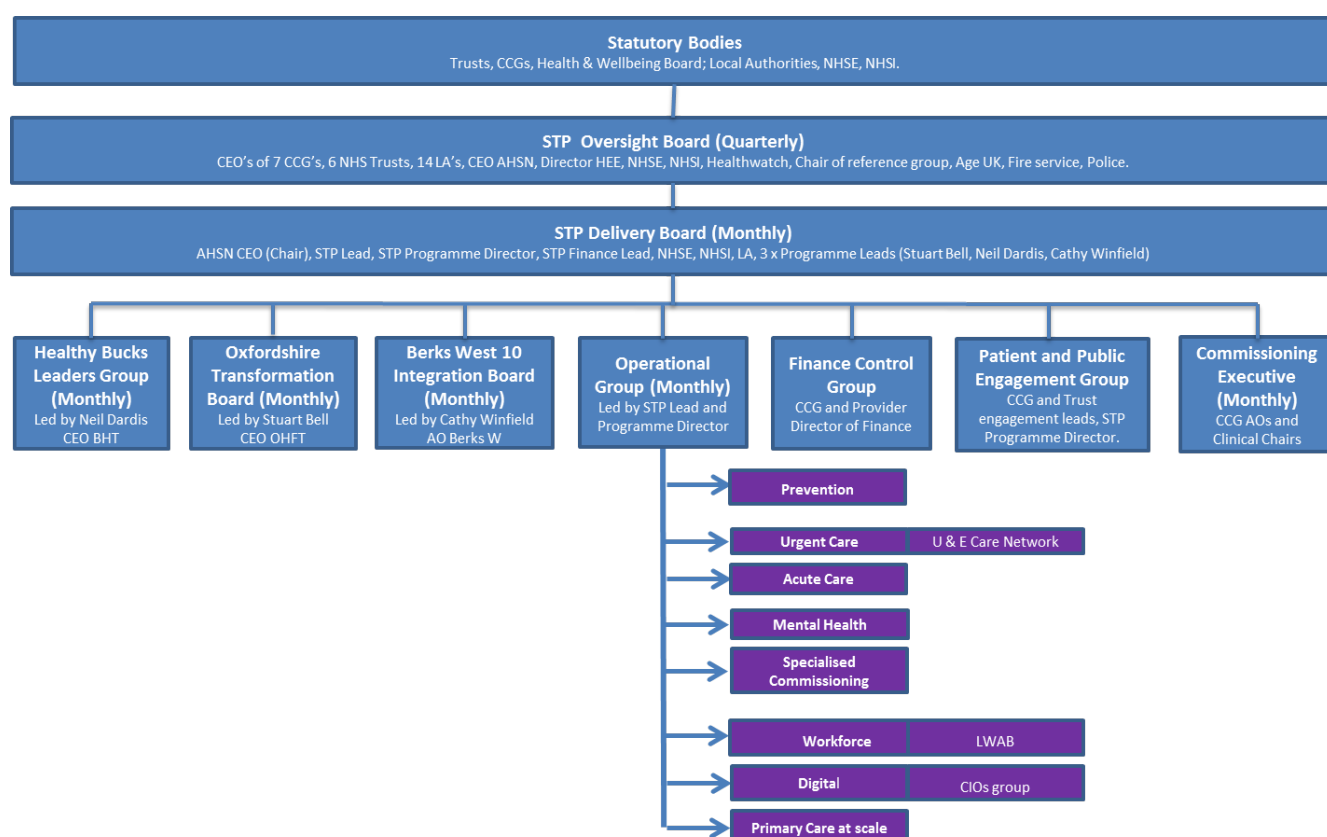 Statutory Bodies
Trusts, CCGs, Health & Wellbeing Board; Local Authorities, NHSE, NHSI.
STP Oversight Board (Quarterly)
CEO's of 7 CCG's, 6 NHS Trusts, 14 LA's, CEO AHSN, Director HEE, NHSE, NHSI, Healthwatch, Chair of reference group, Age UK, Fire service, Police.
STP Delivery Board (Monthly)
AHSN CEO (Chair), STP Lead, STP Programme Director, STP Finance Lead, NHSE, NHSI, LA, 3 x Programme Leads (Stuart Bell, Neil Dardis, Cathy Winfield)
Healthy Bucks
Leaders Group
(Monthly)
Led by Neil Dardis
CEO BHT
Oxfordshire
Transformation
Board (Monthly)
Led by Stuart Bell
CEO OHFT
Berks West 10
Integration Board
(Monthly)
Led by Cathy Winfield
AO Berks W
Operational
Group (Monthly)
Led by STP Lead and
Programme Director
Finance Control
Group
CCG and Provider
Director of Finance
Patient and Public
Engagement Group
CCG and Trust
engagement leads, STP
Programme Director.
Commissioning
Executive
(Monthly)
CCG AOs and
Clinical Chairs
Prevention
Urgent Care
U & E Care Network
Acute Care
Mental Health
Specialised
Commissioning
Workforce
LWAB
Digital
CIOs group
Primary Care at scale